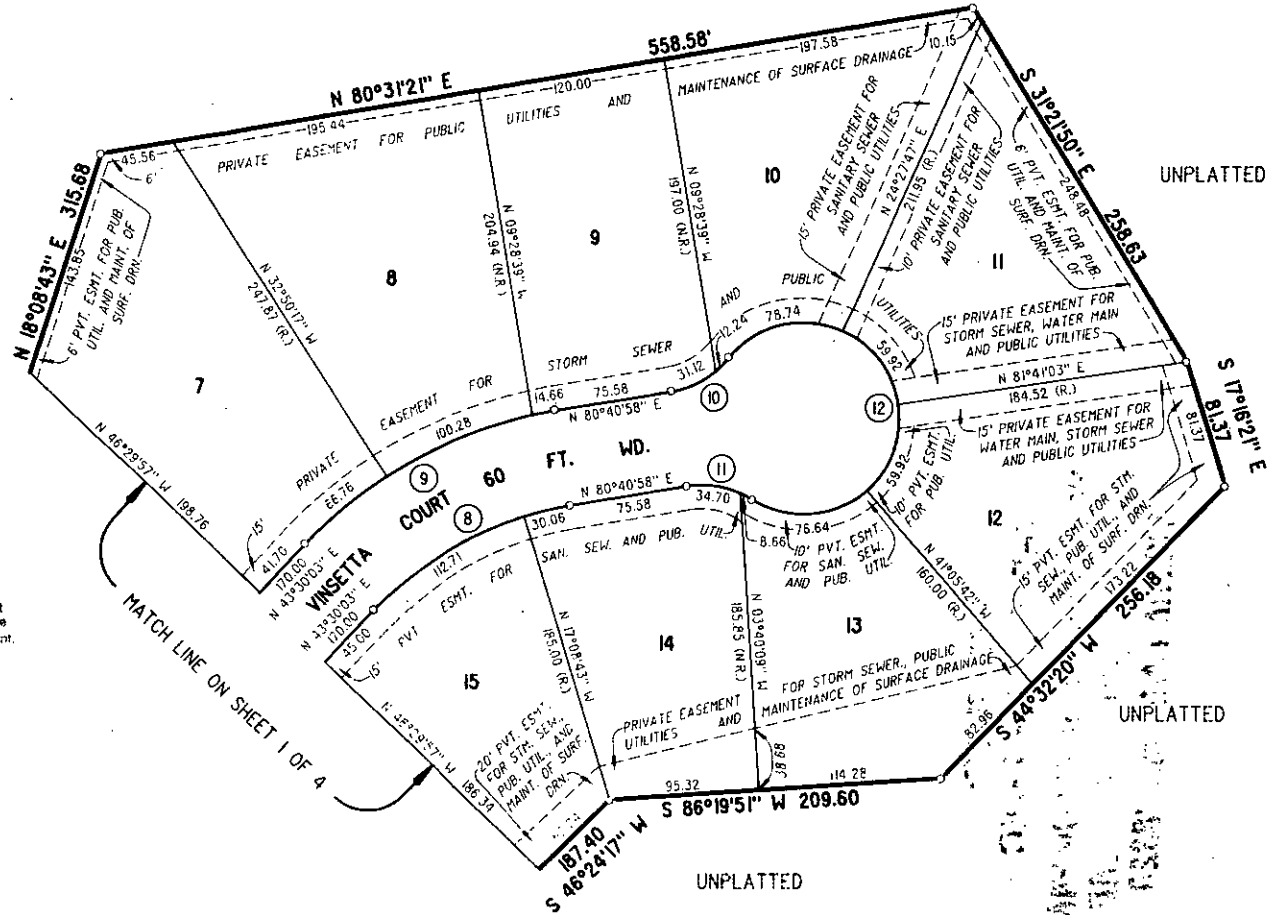 558.58'
N 80°31'21" E
197.58
10.15
120.00
195.44
45.56
6'
MAINTENANCE OF SURFACE DRAINAGE
UTILITIES AND
PRIVATE EASEMENT FOR PUBLIC
N 18°08'43" E 315.68
143.85
6' PVT. ESMT. FOR PUB.
UTIL. AND MAINT. OF
SURF. DRN.
7
N 32°50'17" W
247.87 (R.)
8
N 09°28'39" W
204.94 (N.R.)
9
N 09°28'39" W
197.00 (N.R.)
10
15' PRIVATE EASEMENT FOR
SANITARY SEWER
AND PUBLIC UTILITIES
N 24°27'47" E
211.95 (R.)
10' PRIVATE EASEMENT FOR
SANITARY SEWER
AND PUBLIC UTILITIES
S 31°21'50" E
258.63
248.48
6' PVT. ESMT. FOR PUB.
UTIL. AND MAINT. OF
SURF. DRN.
UNPLATTED
11
15' PRIVATE EASEMENT FOR
STORM SEWER, WATER MAIN
AND PUBLIC UTILITIES
N 81°41'03" E
184.52 (R.)
15' PRIVATE EASEMENT FOR
WATER MAIN, STORM SEWER
AND PUBLIC UTILITIES
S 17°16'21" E
81.37
81.37
15' PRIVATE EASEMENT FOR STORM SEWER AND PUBLIC UTILITIES
41.70
66.76
100.28
14.66
75.58
31.12
12.24
78.74
59.92
N 80°40'58" E
170.00
N 43°30'03" E
9
10
12
VINSETTA COURT 60 FT. WD.
8
11
N 43°30'03" E
120.00
45.00
112.71
30.06
N 80°40'58" E
75.58
34.70
8.66
76.64
59.92
10' PVT. ESMT.
FOR PUB. UTIL.
10' PVT. ESMT.
FOR SAN. SEW.
AND PUB. UTIL.
15' PVT ESMT. FOR SAN. SEW. AND PUB. UTIL.
N 46°29'57" W 198.76
MATCH LINE ON SHEET 1 OF 4
N 46°29'57" W
186.34
15
N 17°08'43" W
185.00 (R.)
14
N 03°40'09" W
185.85 (N.R.)
13
N 41°05'42" W
160.00 (R.)
12
15' PVT. ESMT. FOR STM.
SEW., PUB. UTIL., AND
MAINT. OF SURF. DRN.
173.22
256.18
S 44°32'20" W
82.96
UNPLATTED
20' PVT. ESMT.
FOR STM. SEW.,
PUB. UTIL., AND
MAINT. OF SURF.
DRN.
PRIVATE EASEMENT FOR STORM SEWER., PUBLIC
UTILITIES AND MAINTENANCE OF SURFACE DRAINAGE
38.68
95.32
114.28
S 86°19'51" W 209.60
187.40
S 46°24'17" W
UNPLATTED